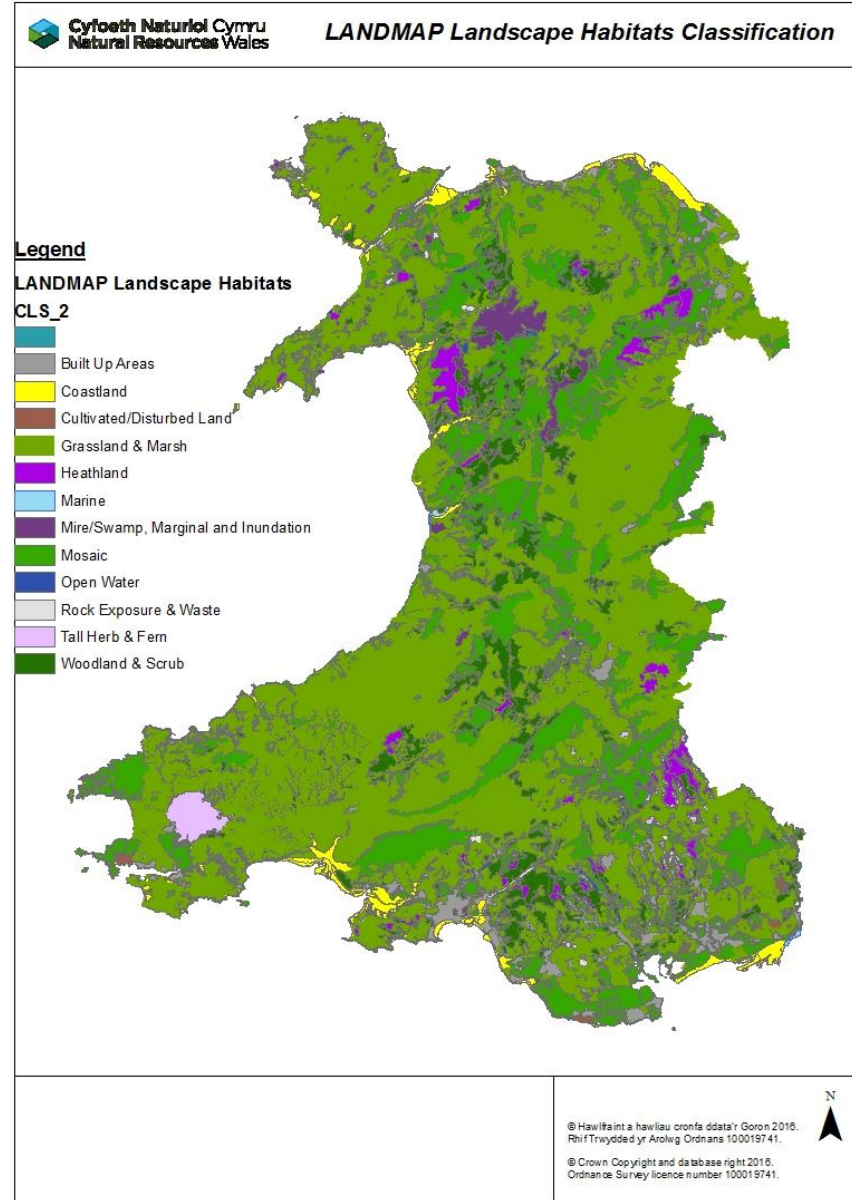 Cyfoeth Naturiol Cymru
Natural Resources Wales
LANDMAP Landscape Habitats Classification
Legend
LANDMAP Landscape Habitats
CLS_2
Built Up Areas
Coastland
Cultivated/Disturbed Land
Grassland & Marsh
Heathland
Marine
Mire/Swamp, Marginal and Inundation
Mosaic
Open Water
Rock Exposure & Waste
Tall Herb & Fern
Woodland & Scrub
N
© Hawlfraint a hawliau cronfa ddata'r Goron 2016.
Rhif Trwydded yr Arolwg Ordnans 100019741.
© Crown Copyright and database right 2016.
Ordnance Survey licence number 100019741.